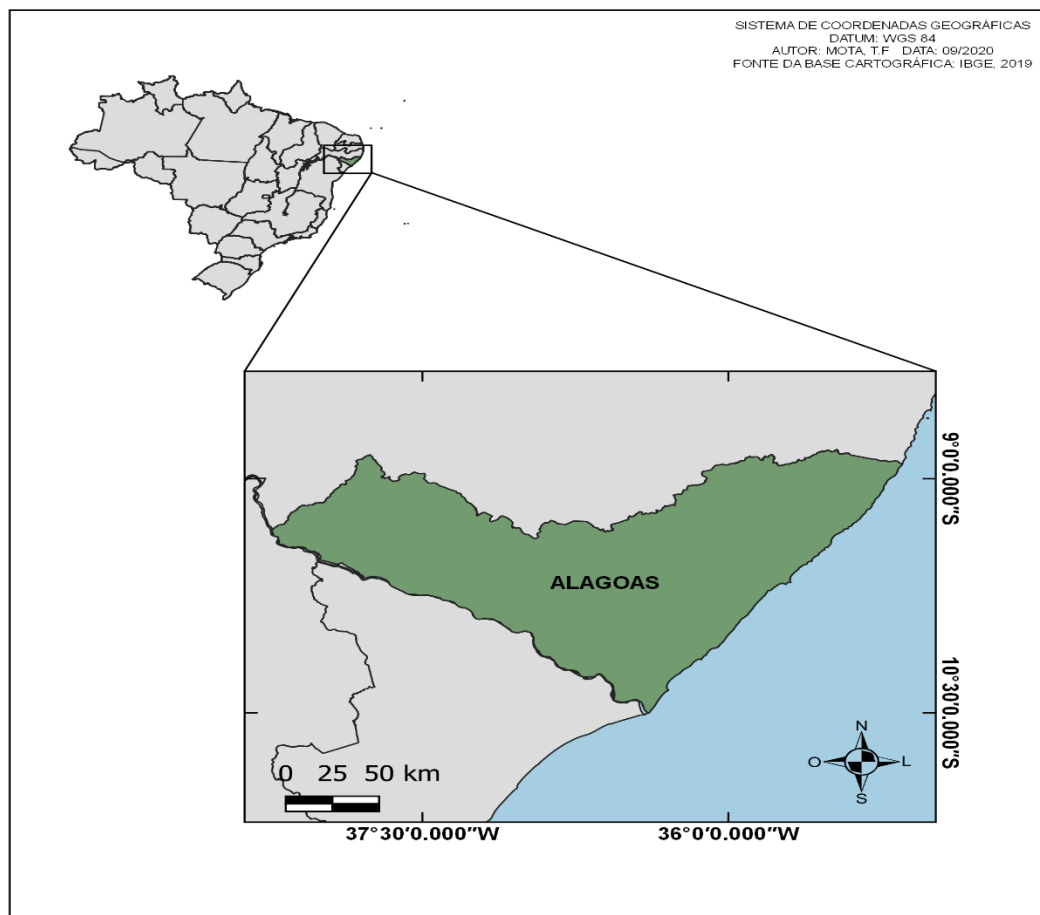 SISTEMA DE COORDENADAS GEOGRÁFICAS
DATUM: WGS 84
AUTOR: MOTA, T.F   DATA: 09/2020
FONTE DA BASE CARTOGRÁFICA: IBGE, 2019
9°0'0.000"S
ALAGOAS
10°30'0.000"S
N
O
L
S
0 25 50 km
37°30'0.000"W
36°0'0.000"W